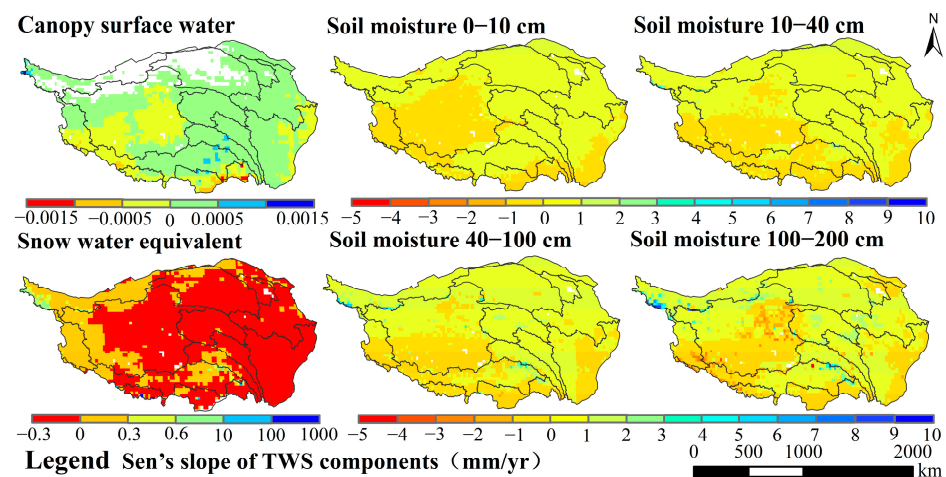 Canopy surface water
Soil moisture 0−10 cm
Soil moisture 10−40 cm
N
−0.0015 −0.0005 0 0.0005 0.0015
−5 −4 −3 −2 −1 0 1 2 3 4 5 6 7 8 9 10
Snow water equivalent
Soil moisture 40−100 cm
Soil moisture 100−200 cm
−0.3 0 0.3 0.6 10 100 1000
−5 −4 −3 −2 −1 0 1 2 3 4 5 6 7 8 9 10
Legend Sen's slope of TWS components（mm/yr）
0 500 1000 2000
km